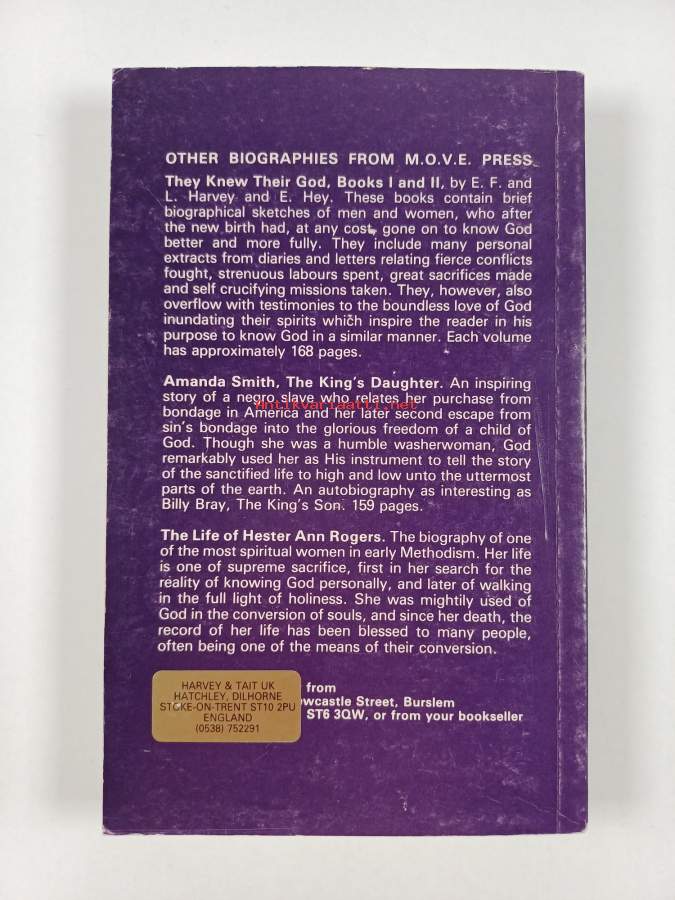 OTHER BIOGRAPHIES FROM M.O.V.E. PRESS
They Knew Their God, Books I and II, by E. F. and
L. Harvey and E. Hey. These books contain brief
biographical sketches of men and women, who after
the new birth had, at any cost, gone on to know God
better and more fully. They include many personal
extracts from diaries and letters relating fierce conflicts
fought, strenuous labours spent, great sacrifices made
and self crucifying missions taken. They, however, also
overflow with testimonies to the boundless love of God
inundating their spirits which inspire the reader in his
purpose to know God in a similar manner. Each volume
has approximately 168 pages.
Amanda Smith, The King's Daughter. An inspiring
story of a negro slave who relates her purchase from
Antikvariaatti.net
bondage in America and her later second escape from
sin's bondage into the glorious freedom of a child of
God. Though she was a humble washerwoman, God
remarkably used her as His instrument to tell the story
of the sanctified life to high and low unto the uttermost
parts of the earth. An autobiography as interesting as
Billy Bray, The King's Son. 159 pages.
The Life of Hester Ann Rogers. The biography of one
of the most spiritual women in early Methodism. Her life
is one of supreme sacrifice, first in her search for the
reality of knowing God personally, and later of walking
in the full light of holiness. She was mightily used of
God in the conversion of souls, and since her death, the
record of her life has been blessed to many people,
often being one of the means of their conversion.
from
wcastle Street, Burslem
ST6 3QW, or from your bookseller
HARVEY & TAIT UK
HATCHLEY, DILHORNE
STOKE-ON-TRENT ST10 2PU
ENGLAND
(0538) 752291